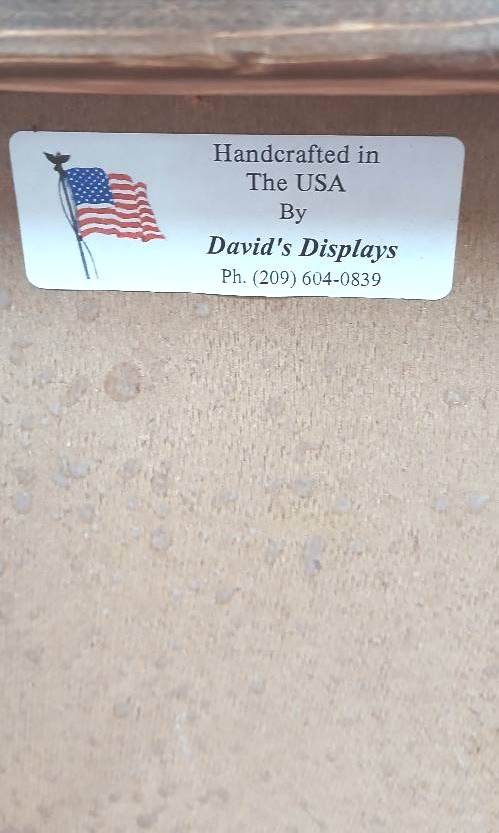 Handcrafted in
The USA
By
David's Displays
Ph. (209) 604-0839